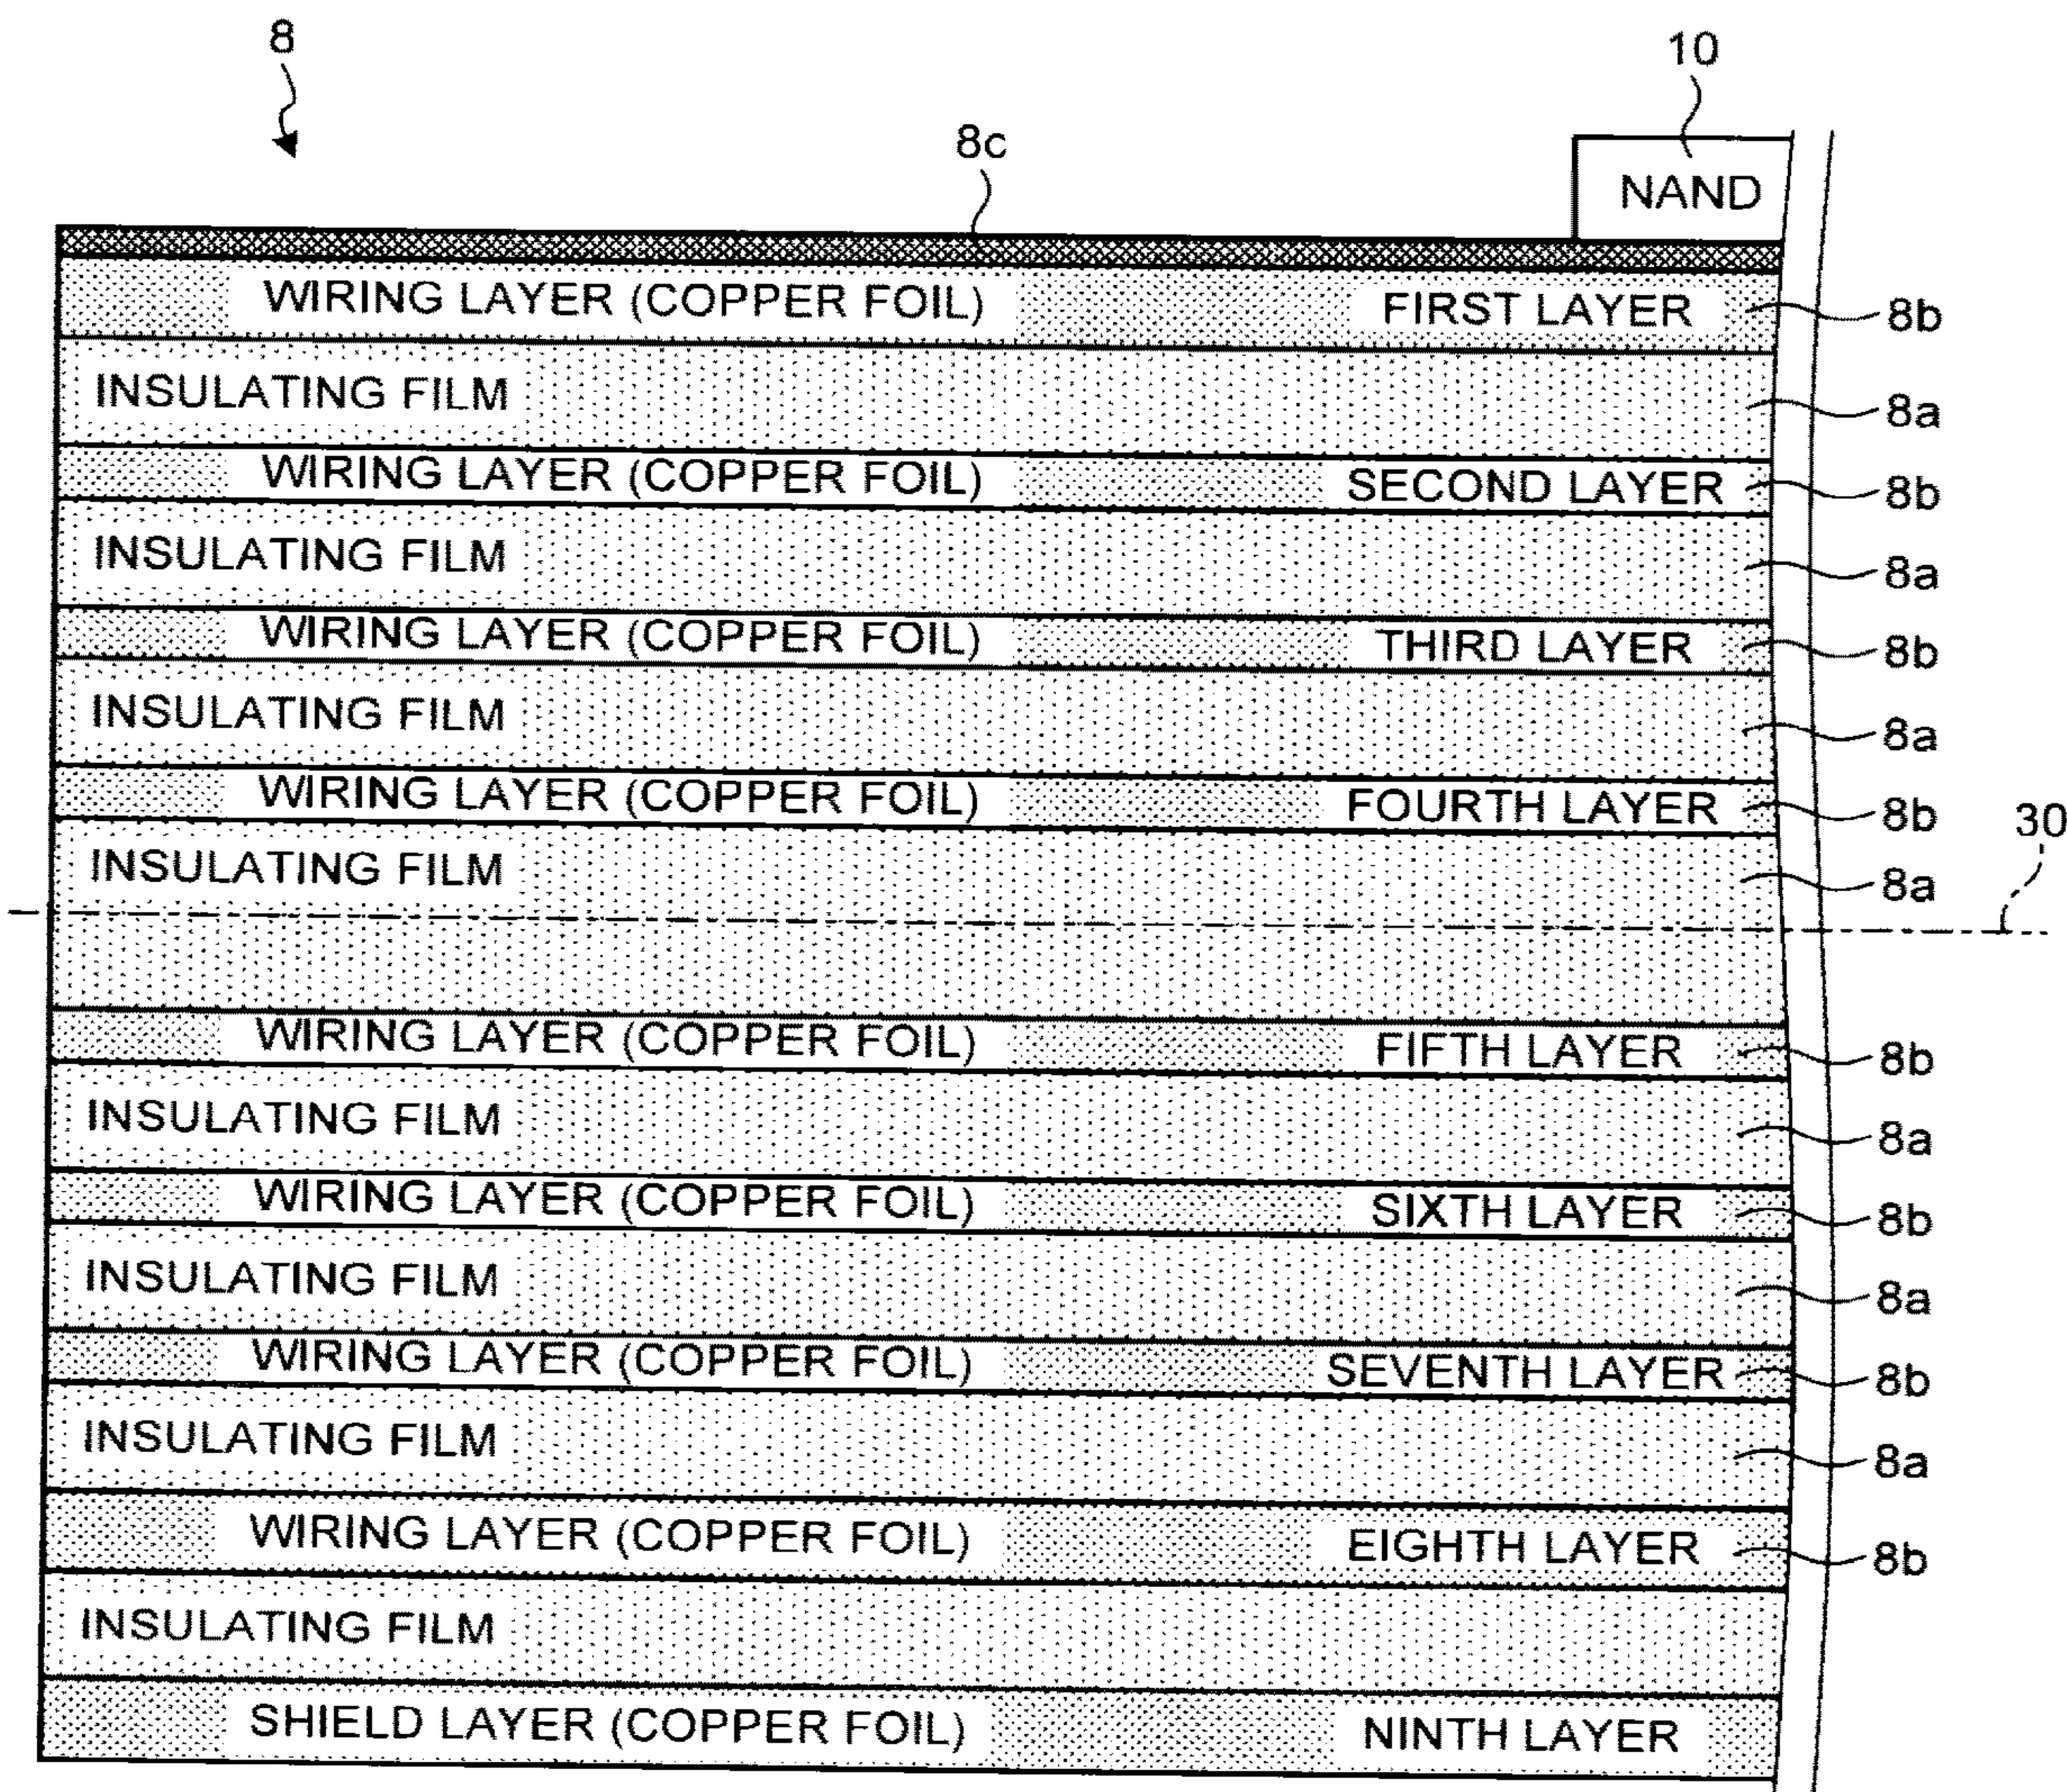 8
10
8c
NAND
WIRING LAYER (COPPER FOIL) FIRST LAYER 8b
INSULATING FILM 8a
WIRING LAYER (COPPER FOIL) SECOND LAYER 8b
INSULATING FILM 8a
WIRING LAYER (COPPER FOIL) THIRD LAYER 8b
INSULATING FILM 8a
WIRING LAYER (COPPER FOIL) FOURTH LAYER 8b
30
INSULATING FILM 8a
WIRING LAYER (COPPER FOIL) FIFTH LAYER 8b
INSULATING FILM 8a
WIRING LAYER (COPPER FOIL) SIXTH LAYER 8b
INSULATING FILM 8a
WIRING LAYER (COPPER FOIL) SEVENTH LAYER 8b
INSULATING FILM 8a
WIRING LAYER (COPPER FOIL) EIGHTH LAYER 8b
INSULATING FILM
SHIELD LAYER (COPPER FOIL) NINTH LAYER